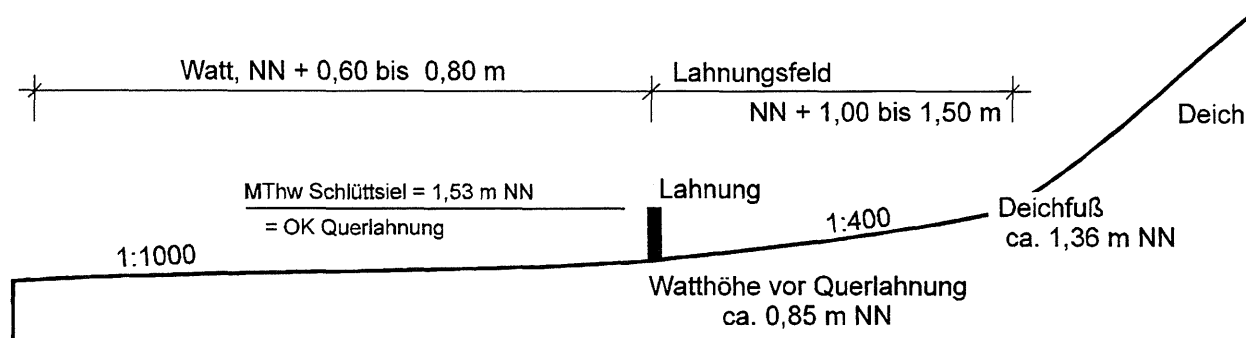 Watt, NN + 0,60 bis 0,80 m
Lahnungsfeld
NN + 1,00 bis 1,50 m
Deich
MThw Schlüttsiel = 1,53 m NN
= OK Querlahnung
Lahnung
1:1000
1:400
Deichfuß
ca. 1,36 m NN
Watthöhe vor Querlahnung
ca. 0,85 m NN